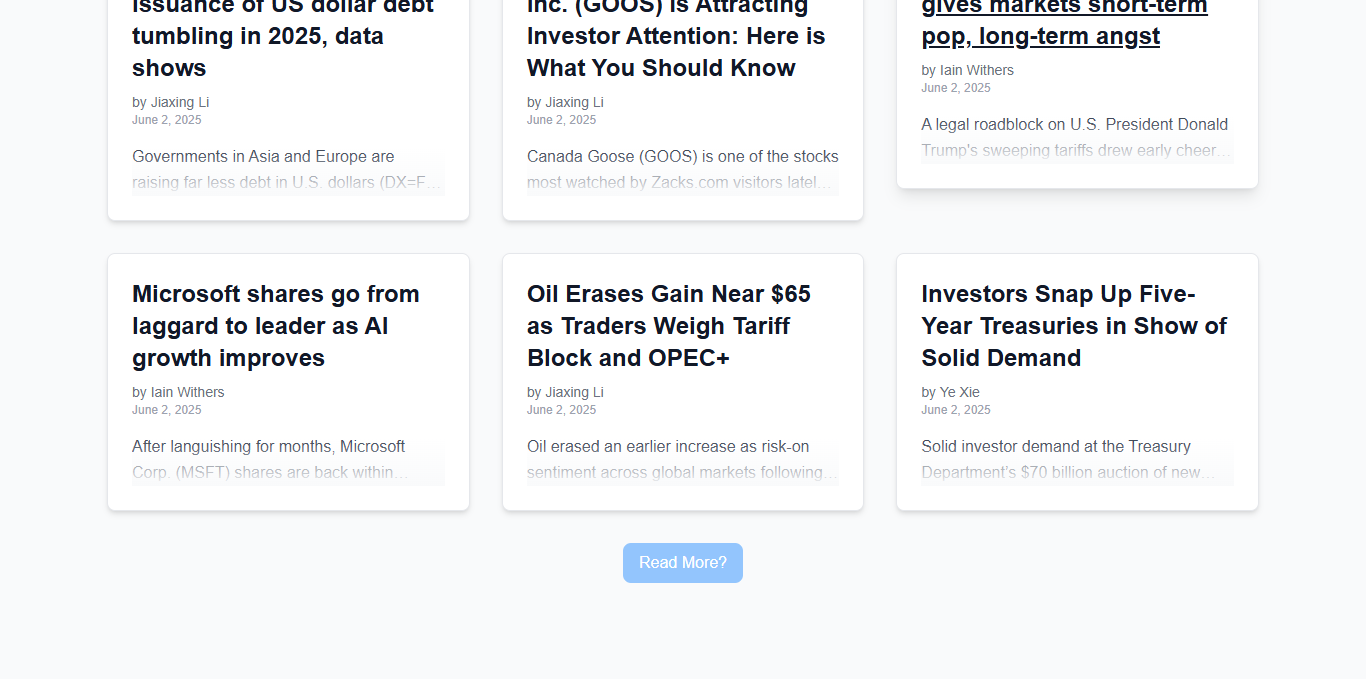 issuance of US dollar debt
tumbling in 2025, data
shows
by Jiaxing Li
June 2, 2025
Governments in Asia and Europe are
raising far less debt in U.S. dollars (DX=F…
Inc. (GOOS) is Attracting
Investor Attention: Here is
What You Should Know
by Jiaxing Li
June 2, 2025
Canada Goose (GOOS) is one of the stocks
most watched by Zacks.com visitors latel…
gives markets short-term
pop, long-term angst
by Iain Withers
June 2, 2025
A legal roadblock on U.S. President Donald
Trump's sweeping tariffs drew early cheer…
Microsoft shares go from
laggard to leader as AI
growth improves
by Iain Withers
June 2, 2025
After languishing for months, Microsoft
Corp. (MSFT) shares are back within…
Oil Erases Gain Near $65
as Traders Weigh Tariff
Block and OPEC+
by Jiaxing Li
June 2, 2025
Oil erased an earlier increase as risk-on
sentiment across global markets following…
Investors Snap Up Five-
Year Treasuries in Show of
Solid Demand
by Ye Xie
June 2, 2025
Solid investor demand at the Treasury
Department's $70 billion auction of new…
Read More?